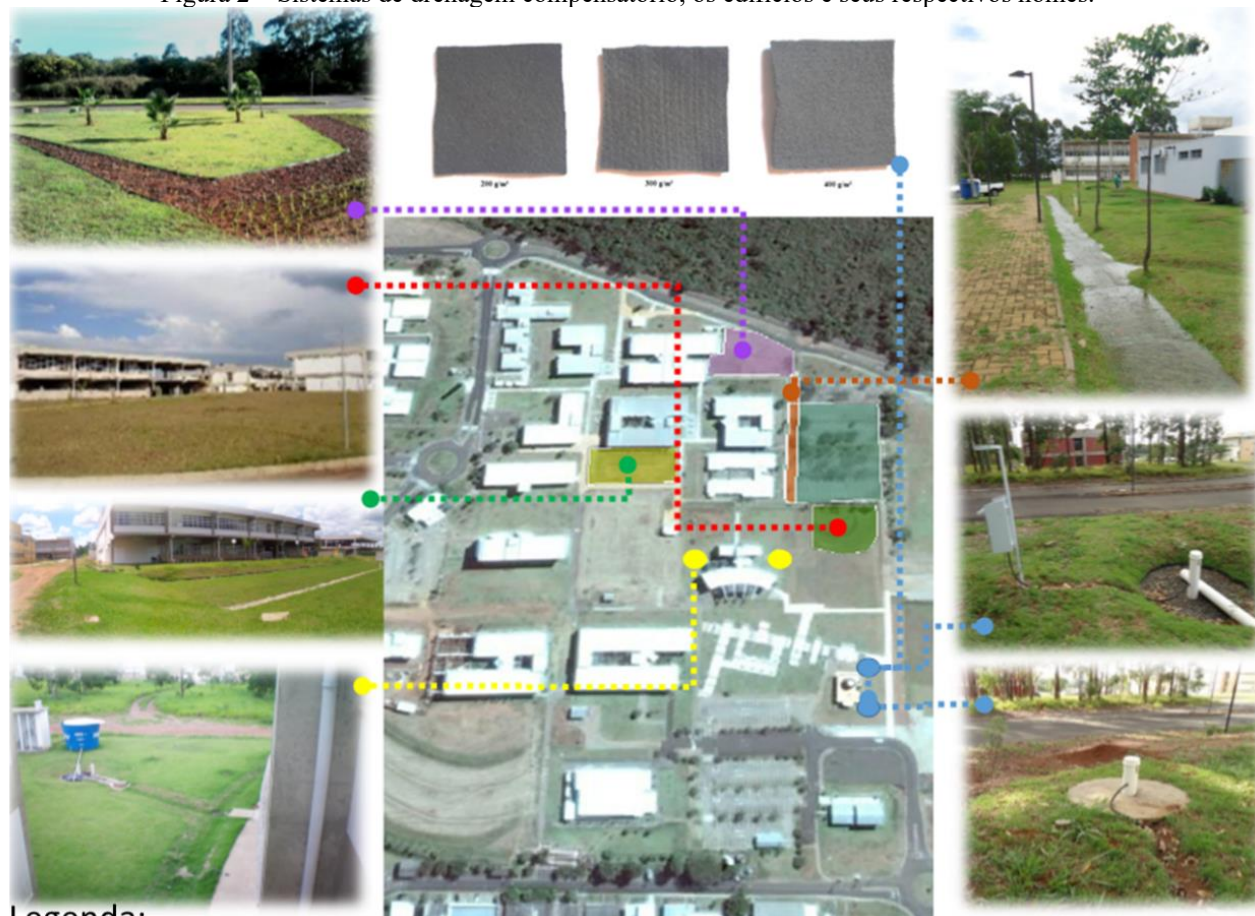 Figura 2 – Sistemas de drenagem compensatório, os edifícios e seus respectivos nomes.
200 g/m²
300 g/m²
400 g/m²
Legenda: